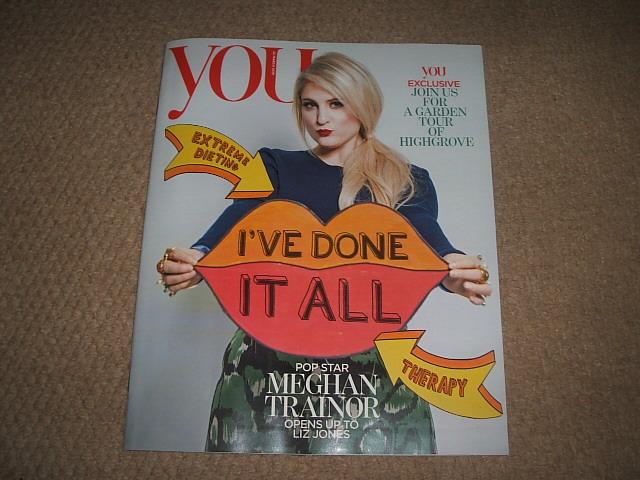 YOU
YOU
EXCLUSIVE
JOIN US
FOR
A GARDEN
TOUR
OF
HIGHGROVE
EXTREME
DIETING
I'VE DONE
IT ALL
THERAPY
POP STAR
MEGHAN
TRAINOR
OPENS UP TO
LIZ JONES